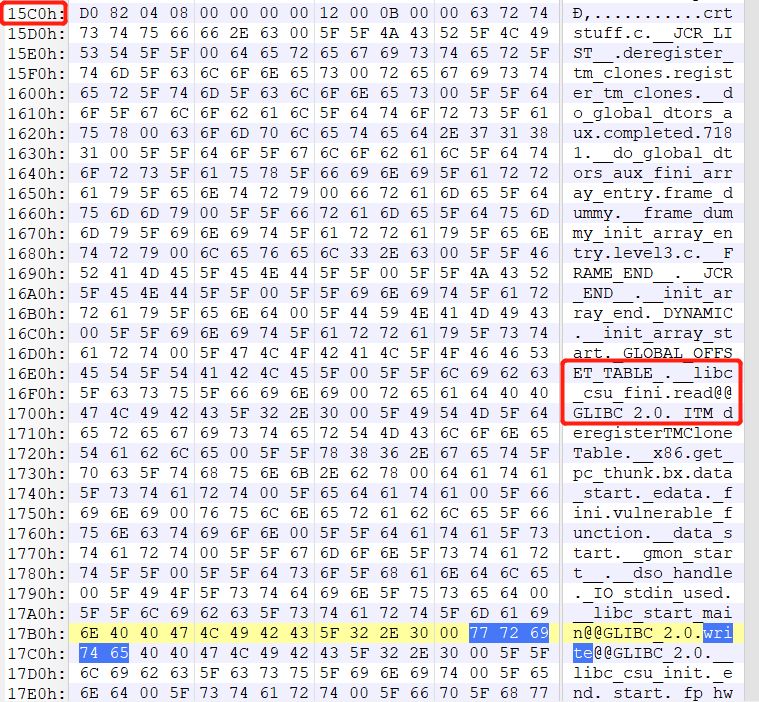 15C0h: D0 82 04 08 00 00 00 00 12 00 0B 00 00 63 72 74 Ð‚...........crt
15D0h: 73 74 75 66 66 2E 63 00 5F 5F 4A 43 52 5F 4C 49 stuff.c.__JCR_LI
15E0h: 53 54 5F 5F 00 64 65 72 65 67 69 73 74 65 72 5F ST__.deregister_
15F0h: 74 6D 5F 63 6C 6F 6E 65 73 00 72 65 67 69 73 74 tm_clones.regist
1600h: 65 72 5F 74 6D 5F 63 6C 6F 6E 65 73 00 5F 5F 64 er_tm_clones.__d
1610h: 6F 5F 67 6C 6F 62 61 6C 5F 64 74 6F 72 73 5F 61 o_global_dtors_a
1620h: 75 78 00 63 6F 6D 70 6C 65 74 65 64 2E 37 31 38 ux.completed.718
1630h: 31 00 5F 5F 64 6F 5F 67 6C 6F 62 61 6C 5F 64 74 1.__do_global_dt
1640h: 6F 72 73 5F 61 75 78 5F 66 69 6E 69 5F 61 72 72 ors_aux_fini_arr
1650h: 61 79 5F 65 6E 74 72 79 00 66 72 61 6D 65 5F 64 ay_entry.frame_d
1660h: 75 6D 6D 79 00 5F 5F 66 72 61 6D 65 5F 64 75 6D ummy.__frame_dum
1670h: 6D 79 5F 69 6E 69 74 5F 61 72 72 61 79 5F 65 6E my_init_array_en
1680h: 74 72 79 00 6C 65 76 65 6C 33 2E 63 00 5F 5F 46 try.level3.c.__F
1690h: 52 41 4D 45 5F 45 4E 44 5F 5F 00 5F 5F 4A 43 52 RAME_END__.__JCR
16A0h: 5F 45 4E 44 5F 5F 00 5F 5F 69 6E 69 74 5F 61 72 _END__.__init_ar
16B0h: 72 61 79 5F 65 6E 64 00 5F 44 59 4E 41 4D 49 43 ray_end._DYNAMIC
16C0h: 00 5F 5F 69 6E 69 74 5F 61 72 72 61 79 5F 73 74 .__init_array_st
16D0h: 61 72 74 00 5F 47 4C 4F 42 41 4C 5F 4F 46 46 53 art._GLOBAL_OFFS
16E0h: 45 54 5F 54 41 42 4C 45 5F 00 5F 5F 6C 69 62 63 ET_TABLE_.__libc
16F0h: 5F 63 73 75 5F 66 69 6E 69 00 72 65 61 64 40 40 _csu_fini.read@@
1700h: 47 4C 49 42 43 5F 32 2E 30 00 5F 49 54 4D 5F 64 GLIBC_2.0._ITM_d
1710h: 65 72 65 67 69 73 74 65 72 54 4D 43 6C 6F 6E 65 eregisterTMClone
1720h: 54 61 62 6C 65 00 5F 5F 78 38 36 2E 67 65 74 5F Table.__x86.get_
1730h: 70 63 5F 74 68 75 6E 6B 2E 62 78 00 64 61 74 61 pc_thunk.bx.data
1740h: 5F 73 74 61 72 74 00 5F 65 64 61 74 61 00 5F 66 _start._edata._f
1750h: 69 6E 69 00 76 75 6C 6E 65 72 61 62 6C 65 5F 66 ini.vulnerable_f
1760h: 75 6E 63 74 69 6F 6E 00 5F 5F 64 61 74 61 5F 73 unction.__data_s
1770h: 74 61 72 74 00 5F 5F 67 6D 6F 6E 5F 73 74 61 72 tart.__gmon_star
1780h: 74 5F 5F 00 5F 5F 64 73 6F 5F 68 61 6E 64 6C 65 t__.__dso_handle
1790h: 00 5F 49 4F 5F 73 74 64 69 6E 5F 75 73 65 64 00 ._IO_stdin_used.
17A0h: 5F 5F 6C 69 62 63 5F 73 74 61 72 74 5F 6D 61 69 __libc_start_mai
17B0h: 6E 40 40 47 4C 49 42 43 5F 32 2E 30 00 77 72 69 n@@GLIBC_2.0.wri
17C0h: 74 65 40 40 47 4C 49 42 43 5F 32 2E 30 00 5F 5F te@@GLIBC_2.0.__
17D0h: 6C 69 62 63 5F 63 73 75 5F 69 6E 69 74 00 5F 65 libc_csu_init._e
17E0h: 6E 64 00 5F 73 74 61 72 74 00 5F 66 70 5F 68 77 nd._start._fp_hw